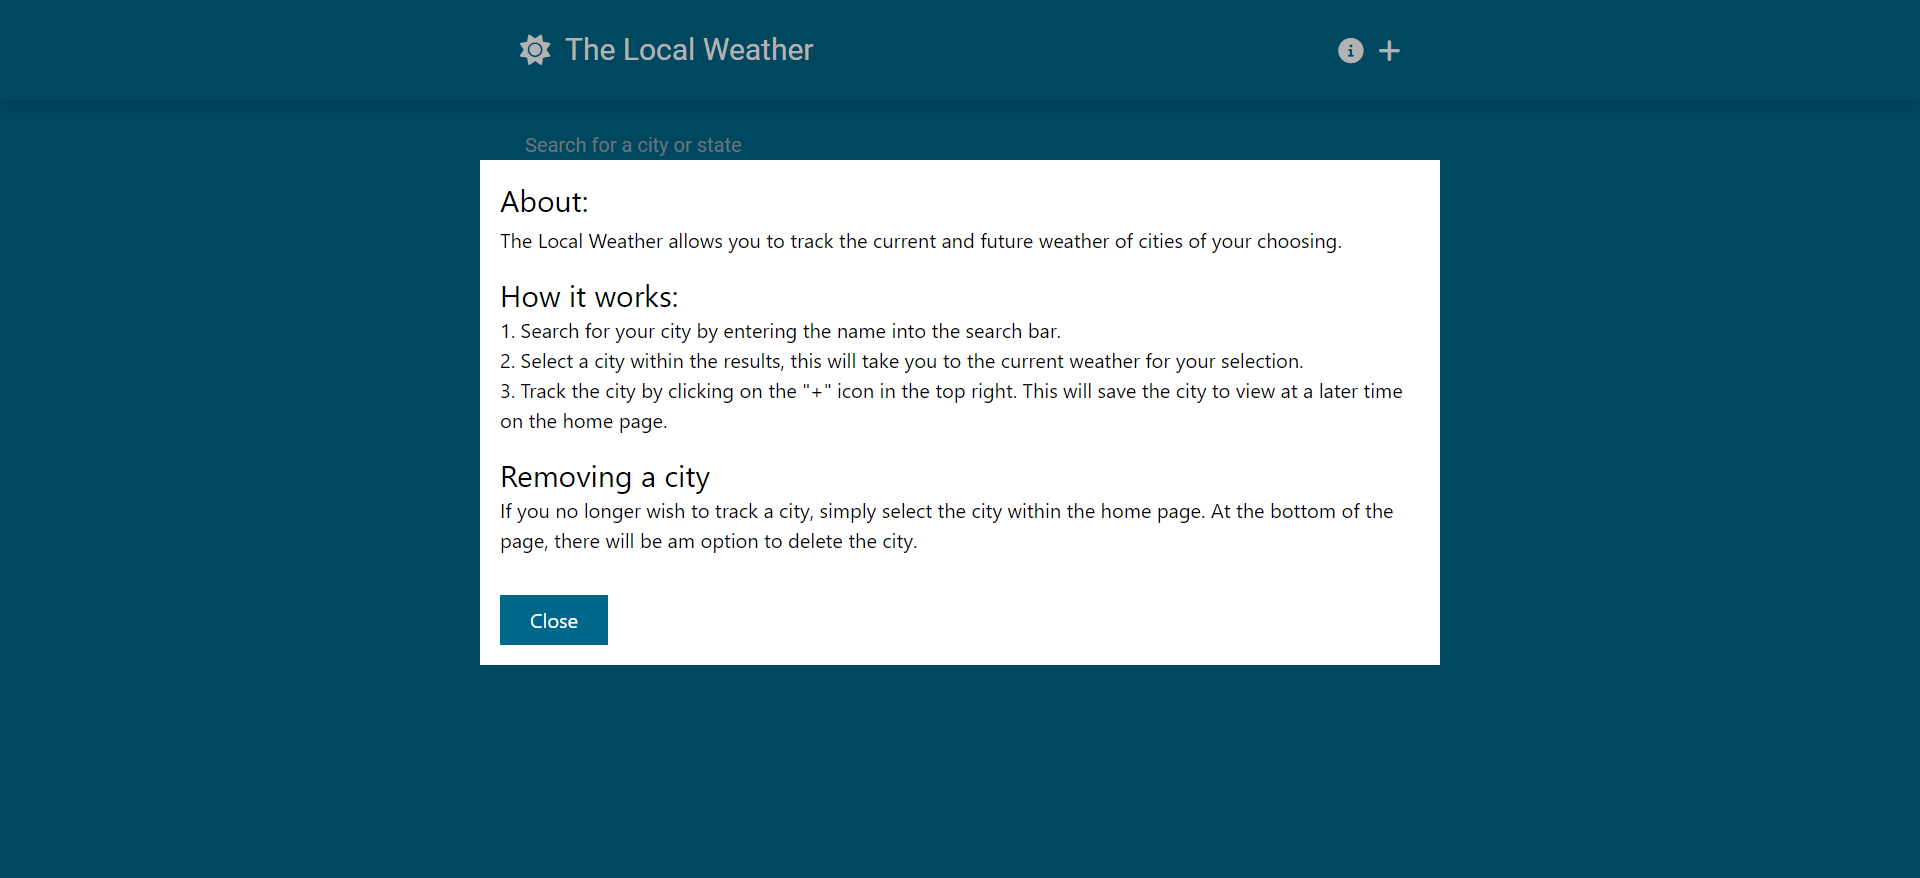 The Local Weather
Search for a city or state
About:
The Local Weather allows you to track the current and future weather of cities of your choosing.
How it works:
1. Search for your city by entering the name into the search bar.
2. Select a city within the results, this will take you to the current weather for your selection.
3. Track the city by clicking on the "+" icon in the top right. This will save the city to view at a later time
on the home page.
Removing a city
If you no longer wish to track a city, simply select the city within the home page. At the bottom of the
page, there will be am option to delete the city.
Close